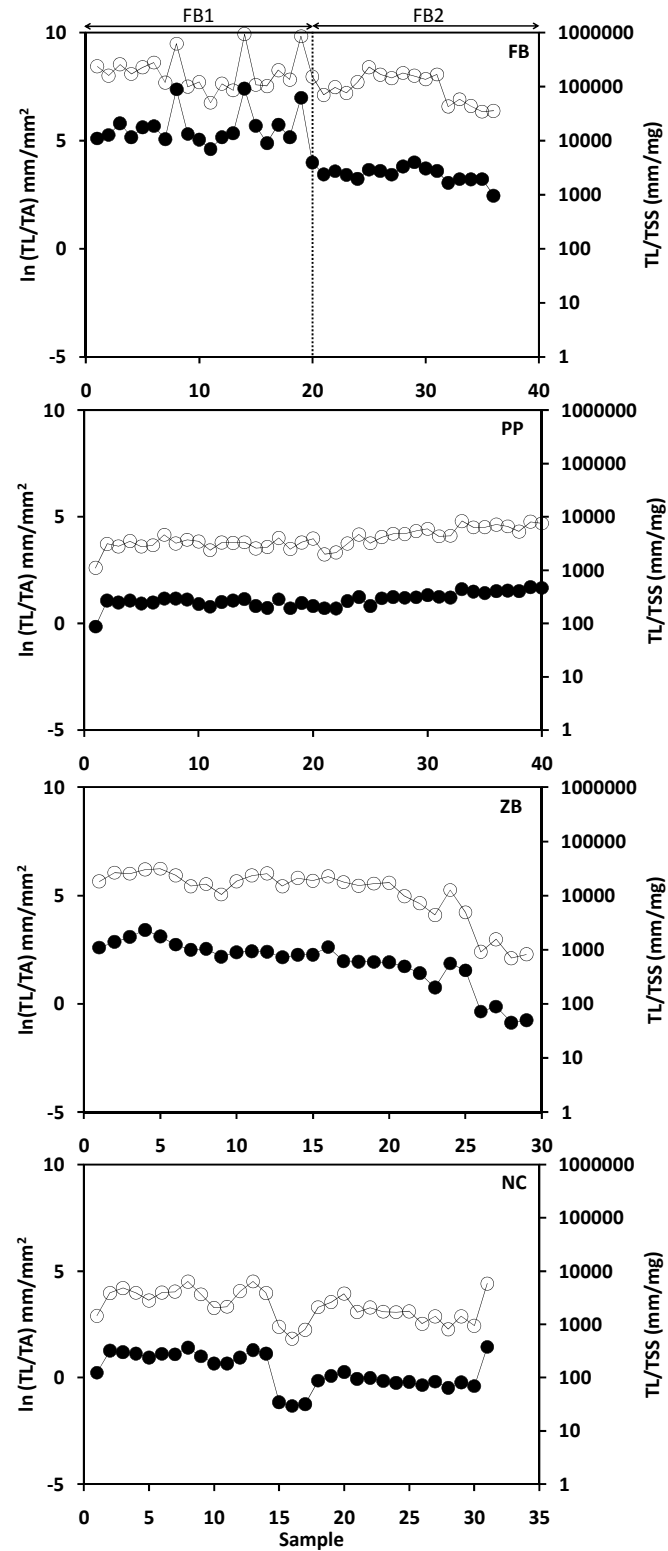 FB1 FB2
10 1000000
FB
100000
5 10000
1000
0 100
10
-5 1
0 10 20 30 40
ln (TL/TA) mm/mm²
TL/TSS (mm/mg)
10 1000000
PP
100000
5 10000
1000
0 100
10
-5 1
0 10 20 30 40
ln (TL/TA) mm/mm²
TL/TSS (mm/mg)
10 1000000
ZB
100000
5 10000
1000
0 100
10
-5 1
0 5 10 15 20 25 30
ln(TL/TA) mm/mm²
TL/TSS (mm/mg)
10 1000000
NC
100000
5 10000
1000
0 100
10
-5 1
0 5 10 15 20 25 30 35
ln (TL/TA) mm/mm²
TL/TSS (mm/mg)
Sample